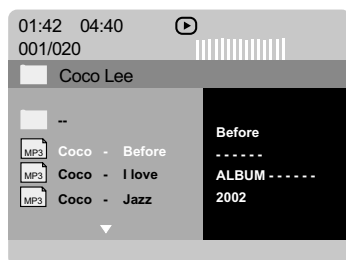 01:42 04:40
001/020
Coco Lee
--
MP3 Coco - Before
MP3 Coco - I love
MP3 Coco - Jazz
Before
- - - - - -
ALBUM - - - - - -
2002